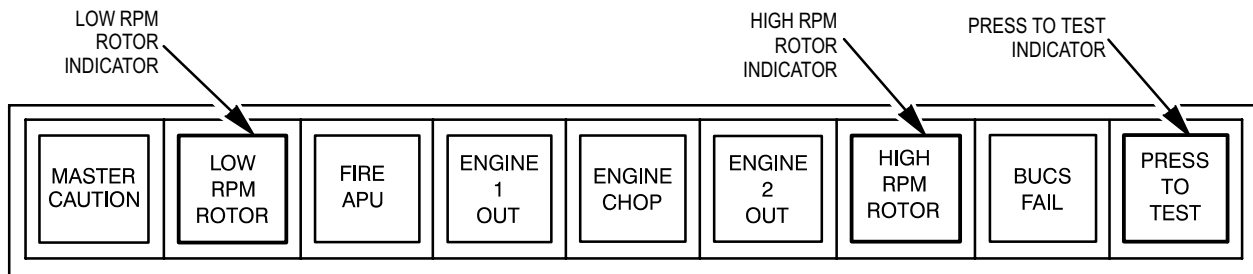 LOW RPM
ROTOR
INDICATOR
HIGH RPM
ROTOR
INDICATOR
PRESS TO TEST
INDICATOR
MASTER
CAUTION
LOW
RPM
ROTOR
FIRE
APU
ENGINE
1
OUT
ENGINE
CHOP
ENGINE
2
OUT
HIGH
RPM
ROTOR
BUCS
FAIL
PRESS
TO
TEST